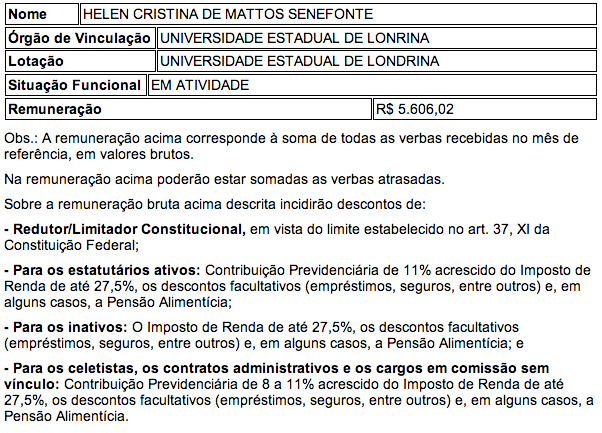 Nome HELEN CRISTINA DE MATTOS SENEFONTE
Órgão de Vinculação UNIVERSIDADE ESTADUAL DE LONRINA
Lotação UNIVERSIDADE ESTADUAL DE LONDRINA
Situação Funcional EM ATIVIDADE
Remuneração R$ 5.606,02
Obs.: A remuneração acima corresponde à soma de todas as verbas recebidas no mês de
referência, em valores brutos.
Na remuneração acima poderão estar somadas as verbas atrasadas.
Sobre a remuneração bruta acima descrita incidirão descontos de:
- Redutor/Limitador Constitucional, em vista do limite estabelecido no art. 37, XI da
Constituição Federal;
- Para os estatutários ativos: Contribuição Previdenciária de 11% acrescido do Imposto de
Renda de até 27,5%, os descontos facultativos (empréstimos, seguros, entre outros) e, em
alguns casos, a Pensão Alimentícia;
- Para os inativos: O Imposto de Renda de até 27,5%, os descontos facultativos
(empréstimos, seguros, entre outros) e, em alguns casos, a Pensão Alimentícia; e
- Para os celetistas, os contratos administrativos e os cargos em comissão sem
vínculo: Contribuição Previdenciária de 8 a 11% acrescido do Imposto de Renda de até
27,5%, os descontos facultativos (empréstimos, seguros, entre outros) e, em alguns casos, a
Pensão Alimentícia.